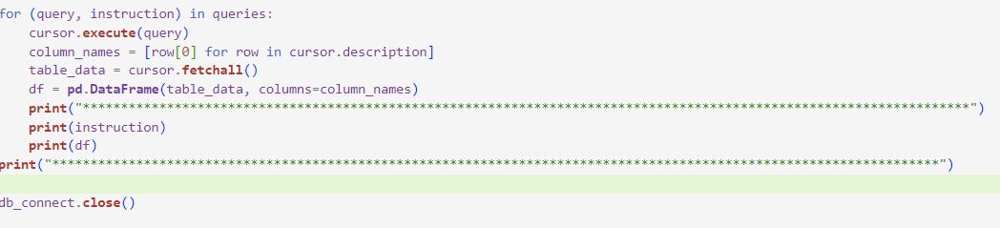 for (query, instruction) in queries:
    cursor.execute(query)
    column_names = [row[0] for row in cursor.description]
    table_data = cursor.fetchall()
    df = pd.DataFrame(table_data, columns=column_names)
    print("********************************************************************************************************************")
    print(instruction)
    print(df)
print("********************************************************************************************************************")
db_connect.close()